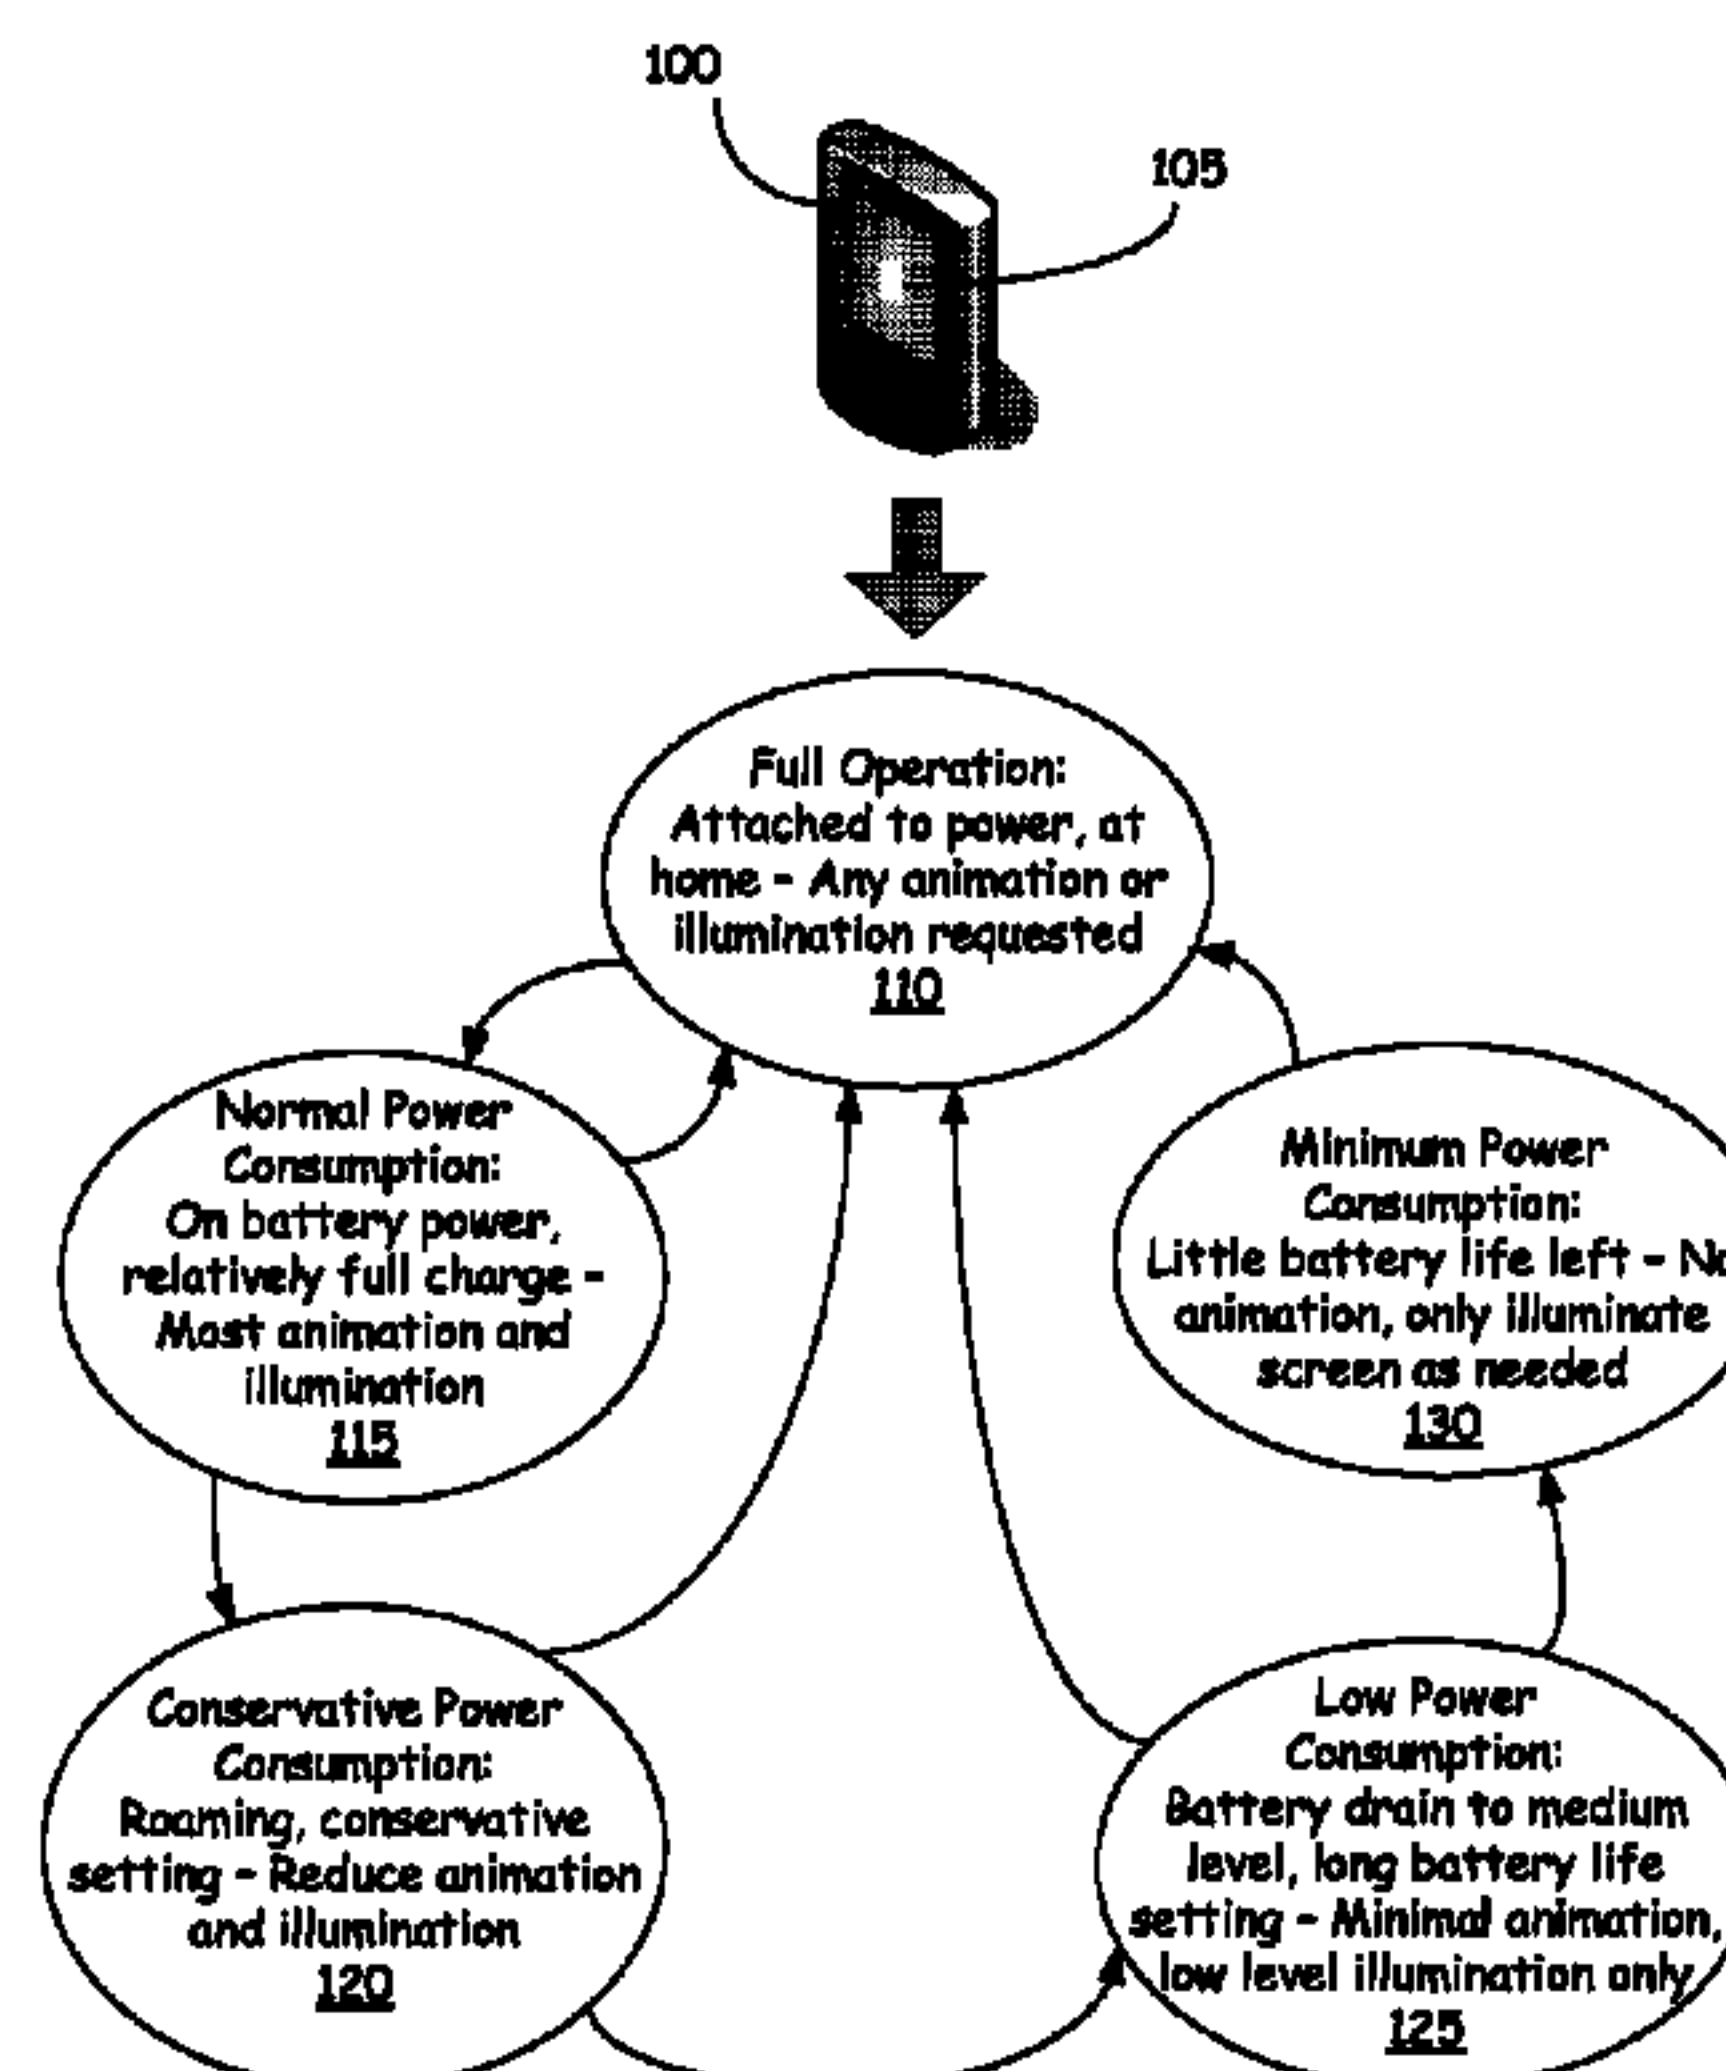 100
105
Full Operation:
Attached to power, at
home - Any animation or
illumination requested
110
Normal Power
Consumption:
On battery power,
relatively full charge -
Most animation and
illumination
115
Minimum Power
Consumption:
Little battery life left - No
animation, only illuminate
screen as needed
130
Conservative Power
Consumption:
Roaming, conservative
setting - Reduce animation
and illumination
120
Low Power
Consumption:
Battery drain to medium
level, long battery life
setting - Minimal animation,
low level illumination only
125